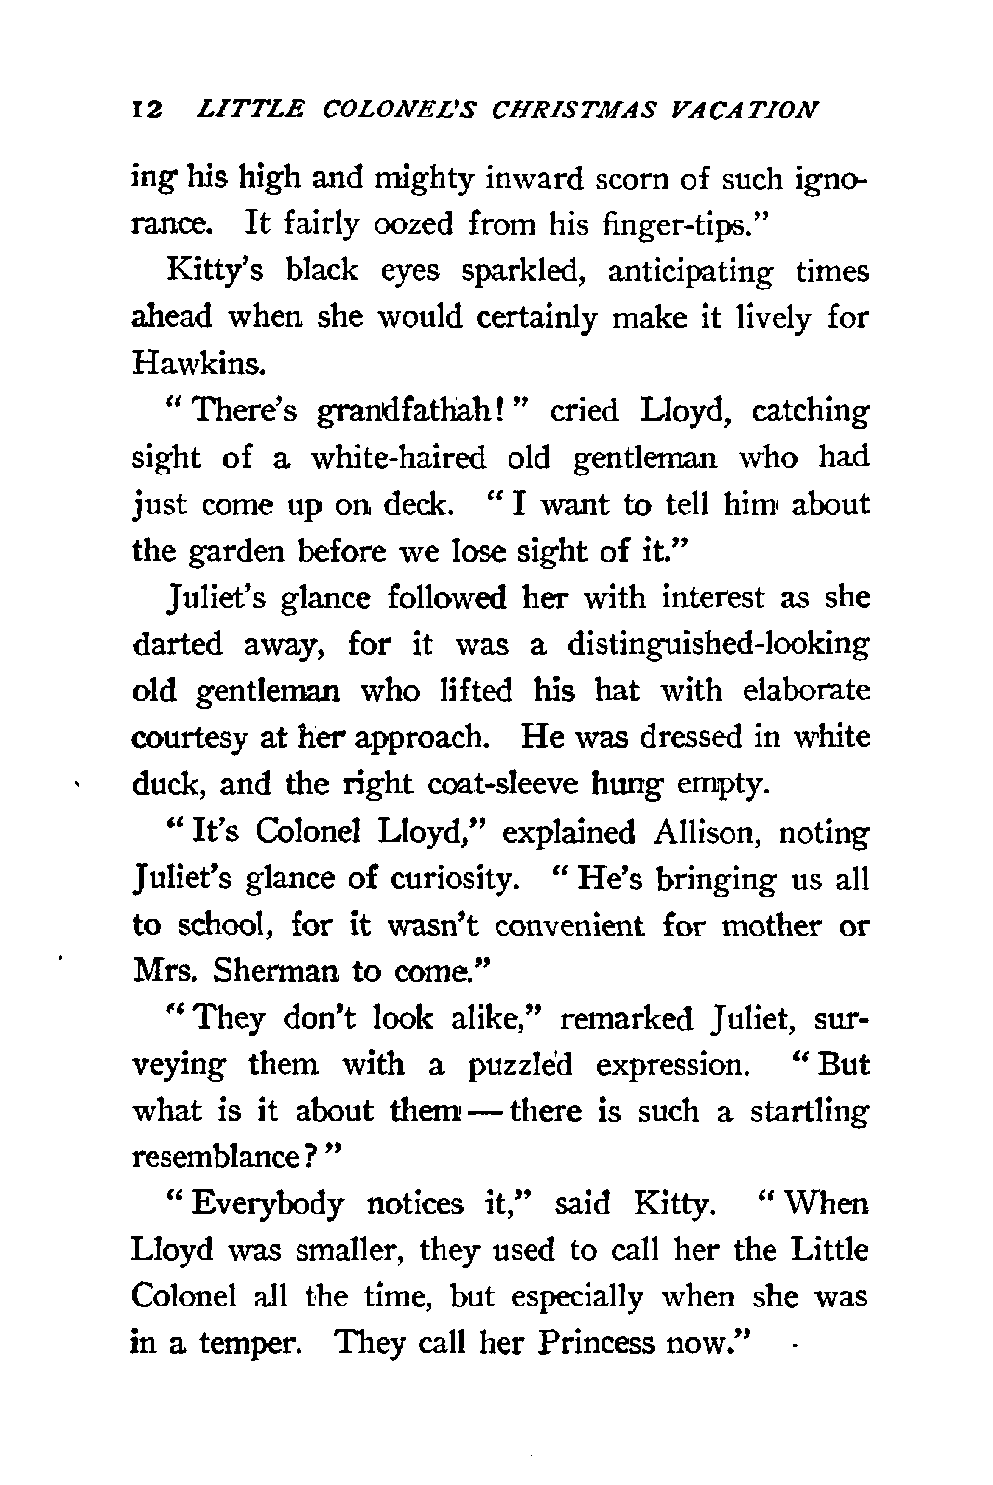 12 LITTLE COLONEL'S CHRISTMAS VACATION
ing his high and mighty inward scorn of such igno-
rance. It fairly oozed from his finger-tips."
Kitty's black eyes sparkled, anticipating times
ahead when she would certainly make it lively for
Hawkins.
"There's grandfathah!" cried Lloyd, catching
sight of a white-haired old gentleman who had
just come up on deck. "I want to tell him about
the garden before we lose sight of it."
Juliet's glance followed her with interest as she
darted away, for it was a distinguished-looking
old gentleman who lifted his hat with elaborate
courtesy at her approach. He was dressed in white
duck, and the right coat-sleeve hung empty.
"It's Colonel Lloyd," explained Allison, noting
Juliet's glance of curiosity. "He's bringing us all
to school, for it wasn't convenient for mother or
Mrs. Sherman to come."
"They don't look alike," remarked Juliet, sur-
veying them with a puzzled expression. "But
what is it about them — there is such a startling
resemblance?"
"Everybody notices it," said Kitty. "When
Lloyd was smaller, they used to call her the Little
Colonel all the time, but especially when she was
in a temper. They call her Princess now."